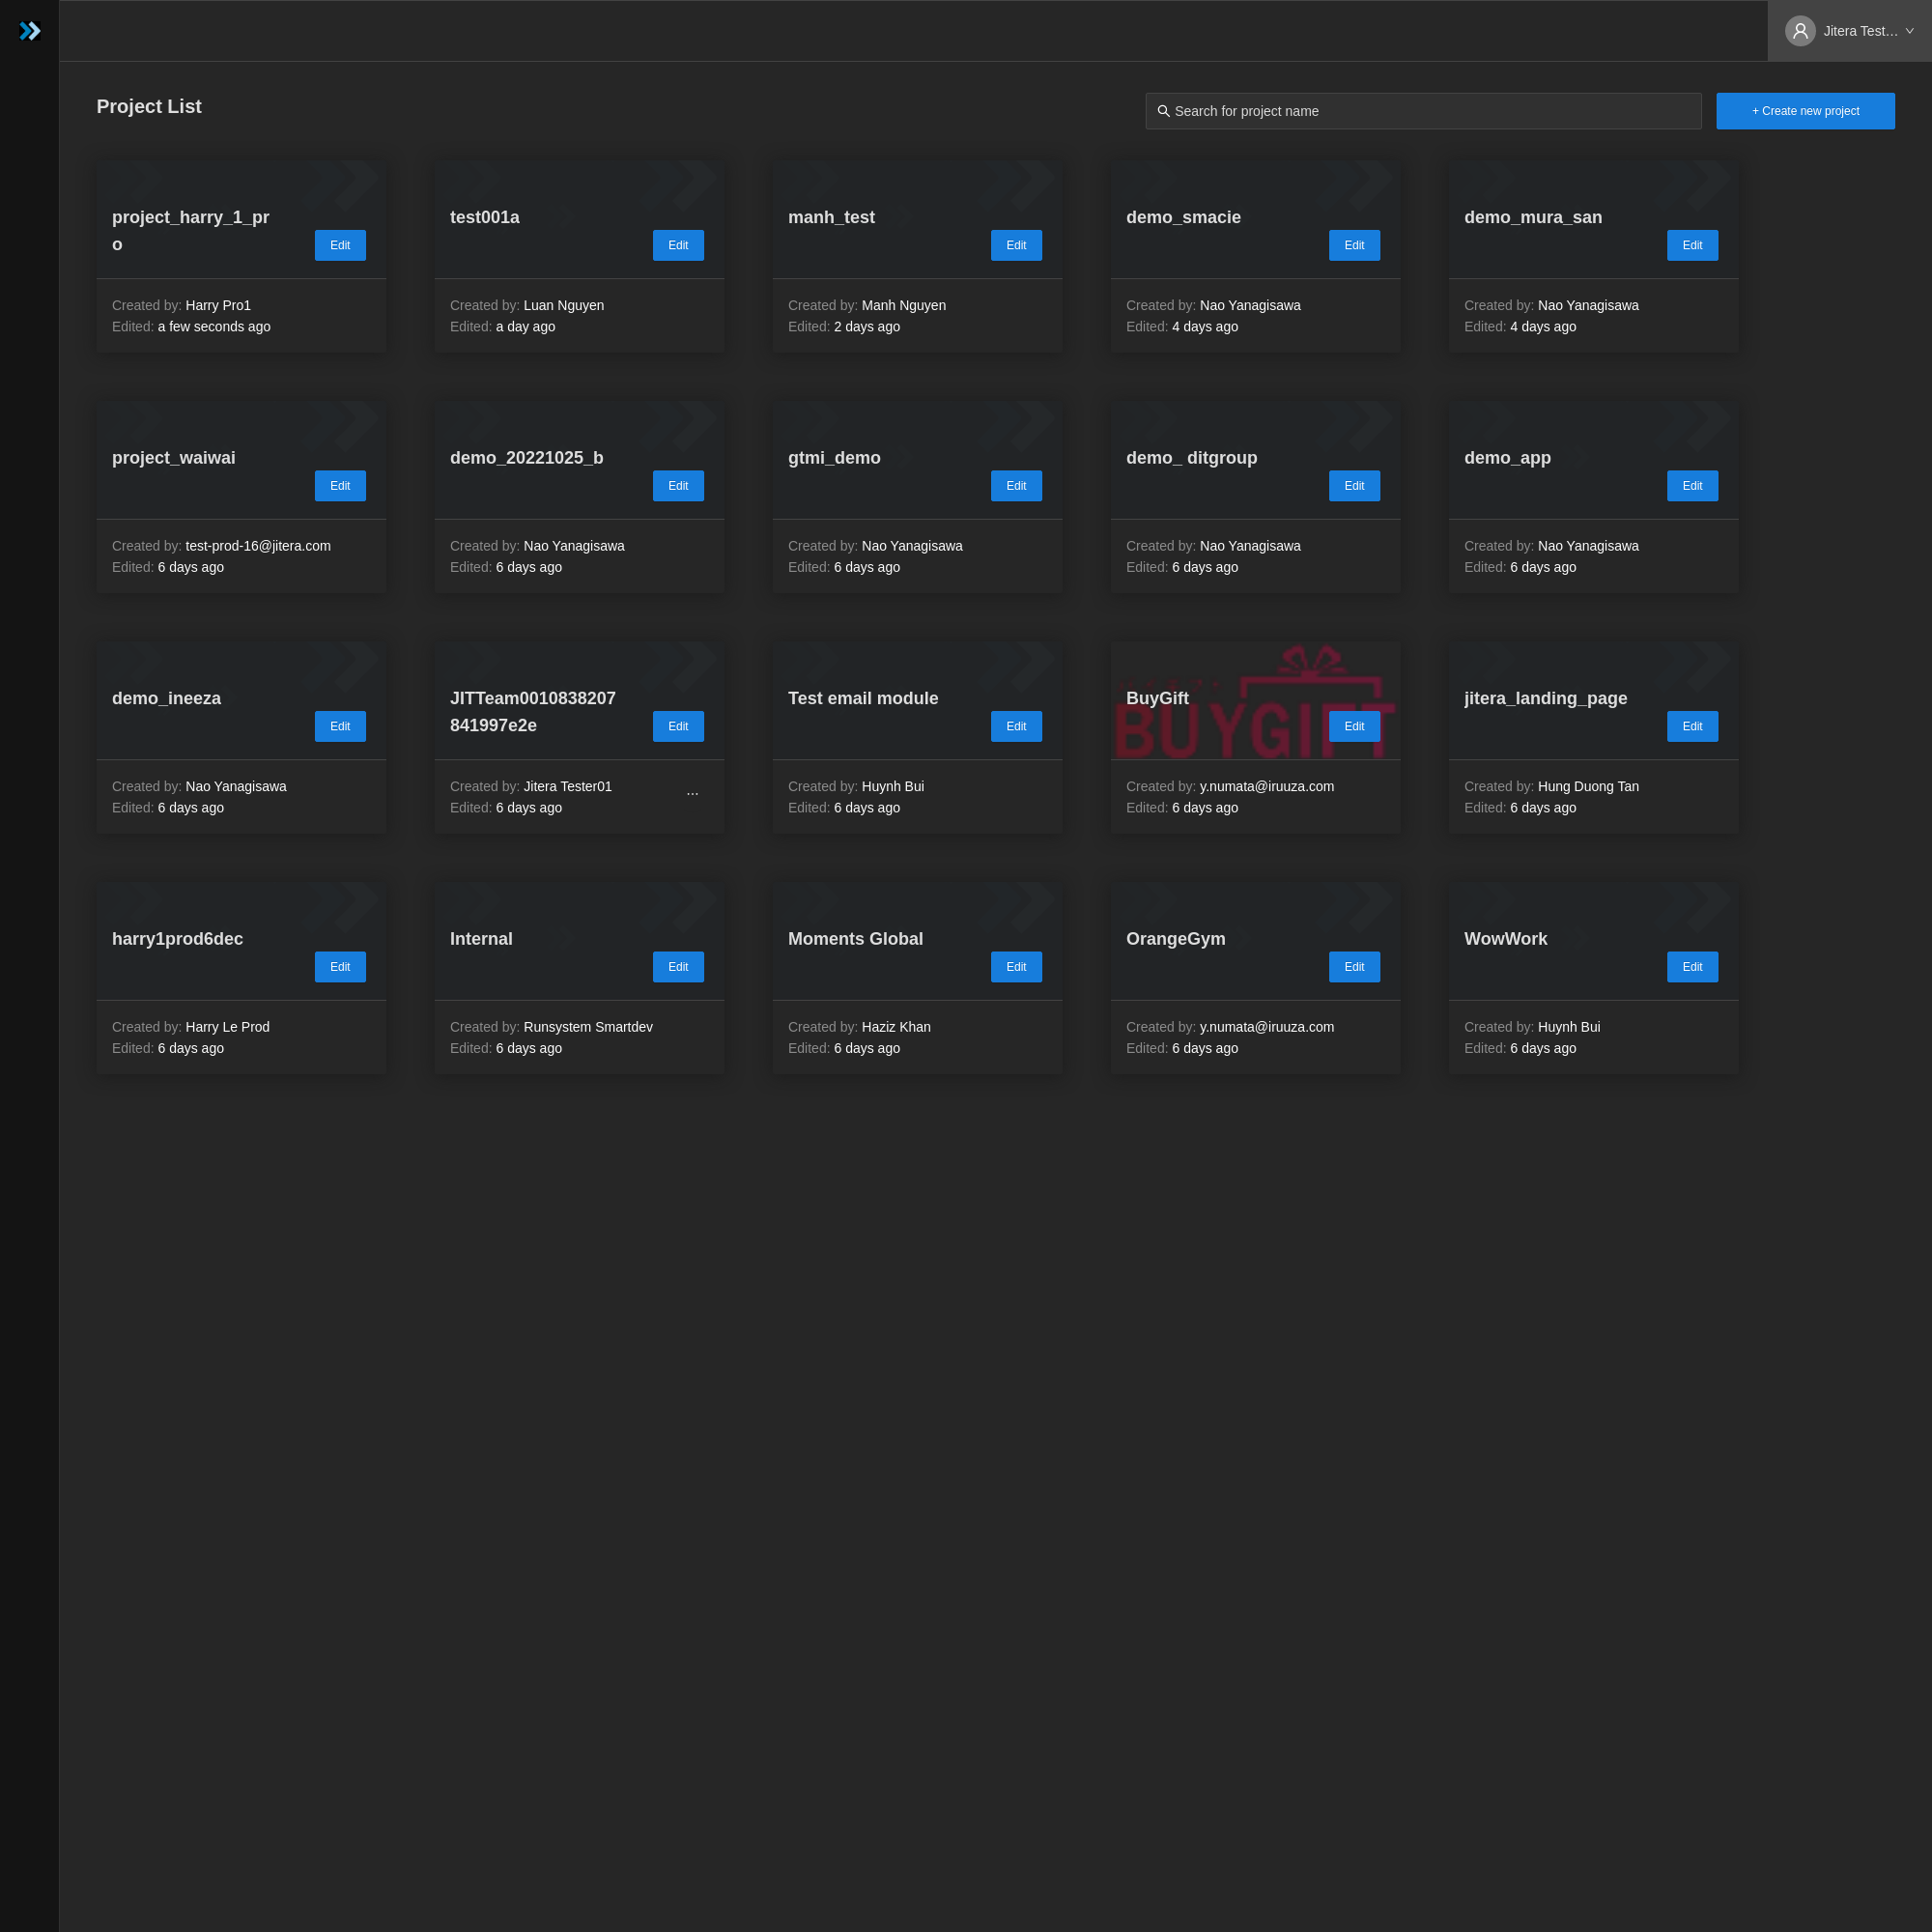 Jitera Test…
Project List
Search for project name
+ Create new project
project_harry_1_pr
o
Edit
Created by: Harry Pro1
Edited: a few seconds ago
test001a
Edit
Created by: Luan Nguyen
Edited: a day ago
manh_test
Edit
Created by: Manh Nguyen
Edited: 2 days ago
demo_smacie
Edit
Created by: Nao Yanagisawa
Edited: 4 days ago
demo_mura_san
Edit
Created by: Nao Yanagisawa
Edited: 4 days ago
project_waiwai
Edit
Created by: test-prod-16@jitera.com
Edited: 6 days ago
demo_20221025_b
Edit
Created by: Nao Yanagisawa
Edited: 6 days ago
gtmi_demo
Edit
Created by: Nao Yanagisawa
Edited: 6 days ago
demo_ ditgroup
Edit
Created by: Nao Yanagisawa
Edited: 6 days ago
demo_app
Edit
Created by: Nao Yanagisawa
Edited: 6 days ago
demo_ineeza
Edit
Created by: Nao Yanagisawa
Edited: 6 days ago
JITTeam0010838207
841997e2e
Edit
Created by: Jitera Tester01
...
Edited: 6 days ago
Test email module
Edit
Created by: Huynh Bui
Edited: 6 days ago
BuyGift
BUYGIFT
Edit
Created by: y.numata@iruuza.com
Edited: 6 days ago
jitera_landing_page
Edit
Created by: Hung Duong Tan
Edited: 6 days ago
harry1prod6dec
Edit
Created by: Harry Le Prod
Edited: 6 days ago
Internal
Edit
Created by: Runsystem Smartdev
Edited: 6 days ago
Moments Global
Edit
Created by: Haziz Khan
Edited: 6 days ago
OrangeGym
Edit
Created by: y.numata@iruuza.com
Edited: 6 days ago
WowWork
Edit
Created by: Huynh Bui
Edited: 6 days ago